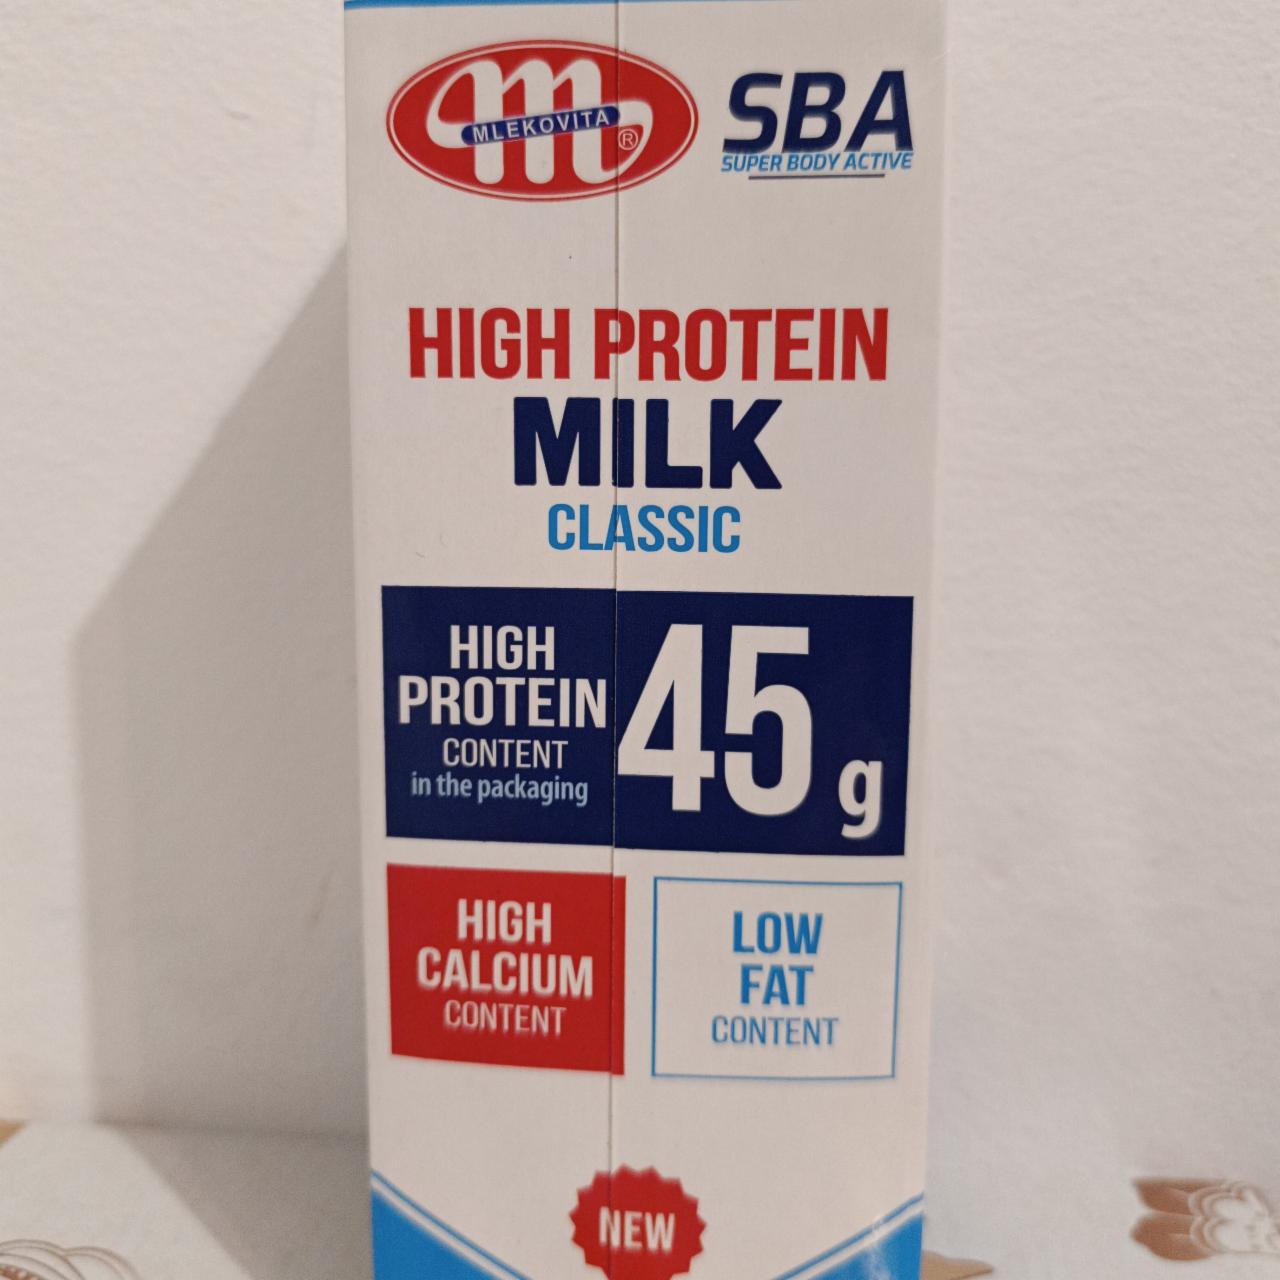 MLEKOVITA ®
SBA
SUPER BODY ACTIVE
HIGH PROTEIN
MILK
CLASSIC
HIGH
PROTEIN
CONTENT
in the packaging
45 g
HIGH
CALCIUM
CONTENT
LOW
FAT
CONTENT
NEW